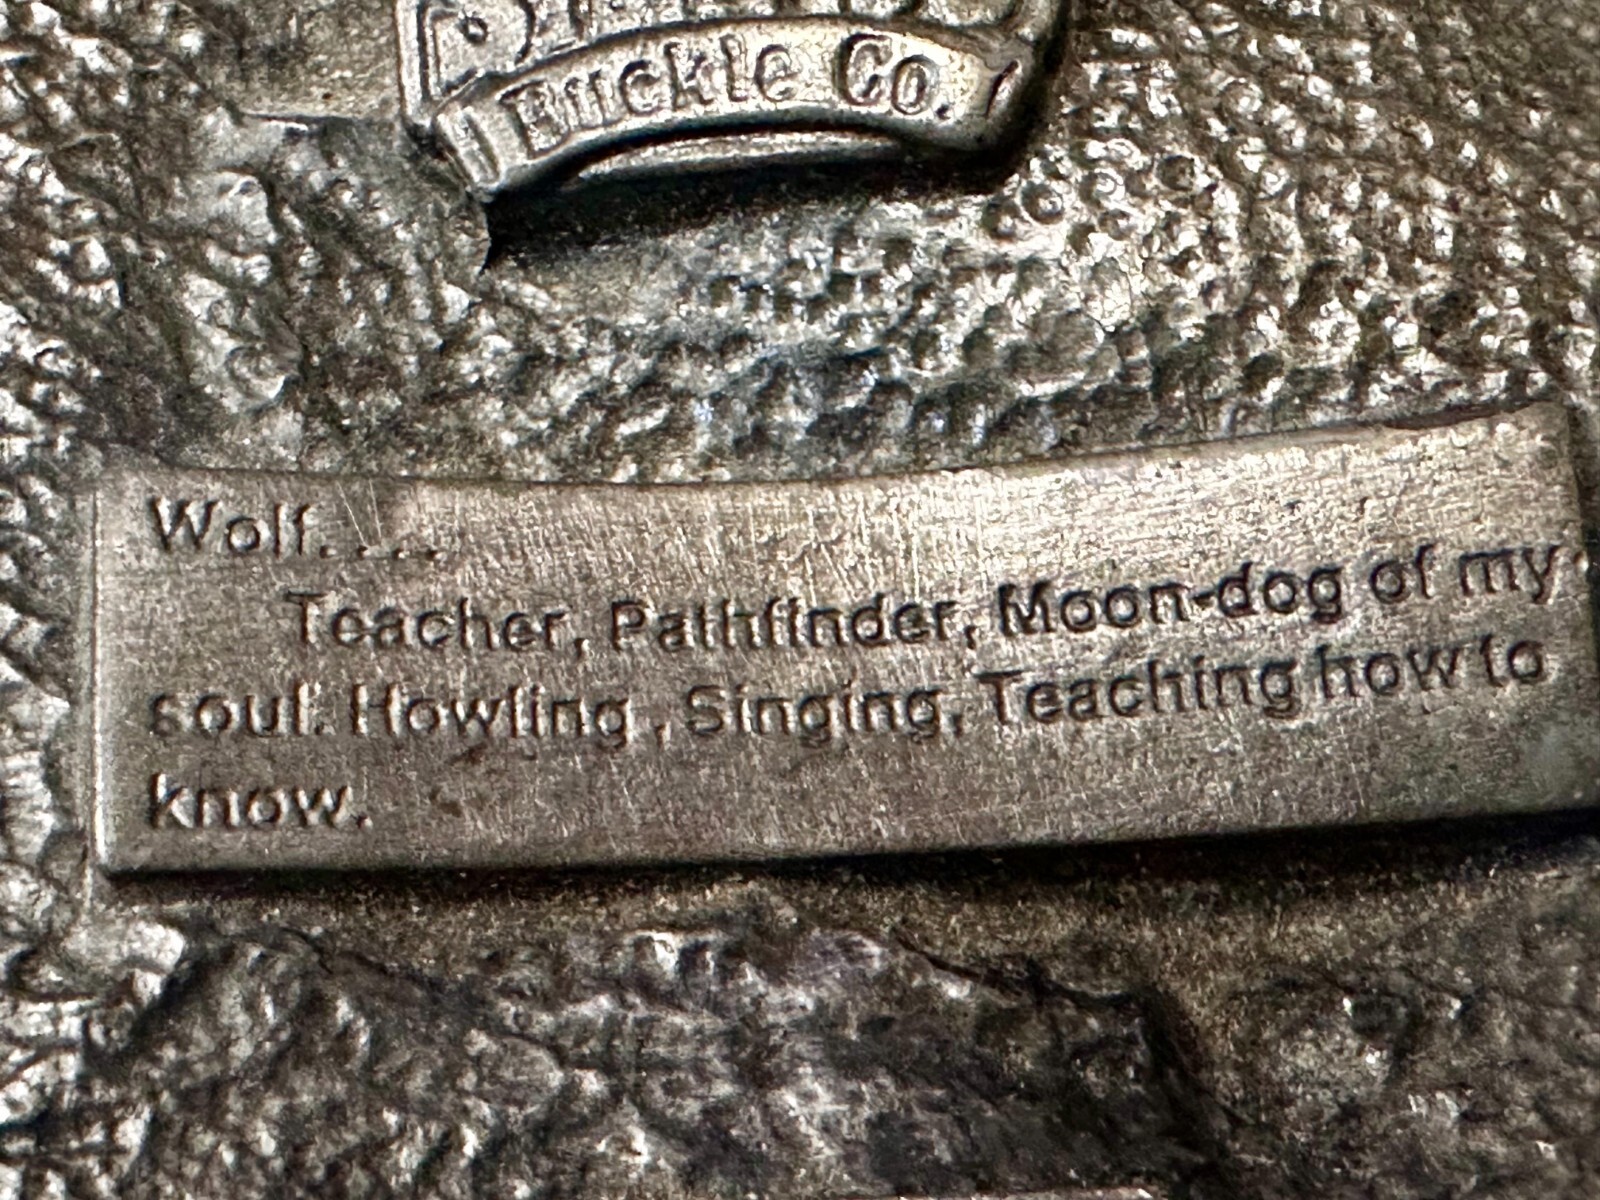 Buckle Co.
Wolf....
Teacher, Pathfinder, Moon-dog of my
soul. Howling , Singing, Teaching how to
know.